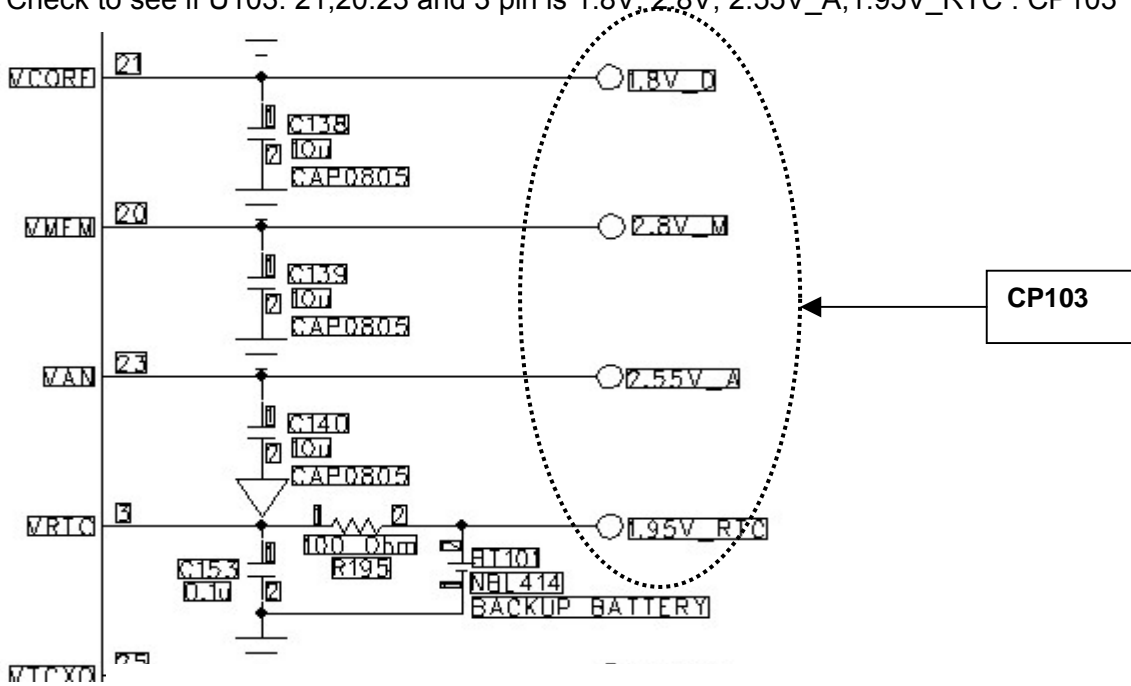 Check to see if U103. 21,20.23 and 3 pin is 1.8V, 2.8V, 2.55V_A,1.95V_RTC . CP103
VCORE 21 1.8V_D
1 C138
2 10u
CAP0805
VMEM 20 2.8V_M
1 C139
2 10u
CAP0805
CP103
VAN 23 2.55V_A
1 C140
2 10u
CAP0805
VRTC 3 1 2 1.95V_RTC
100 Ohm
R195
1 C153
2 0.1u
BT101
NBL414
BACKUP BATTERY
VTCXO 25